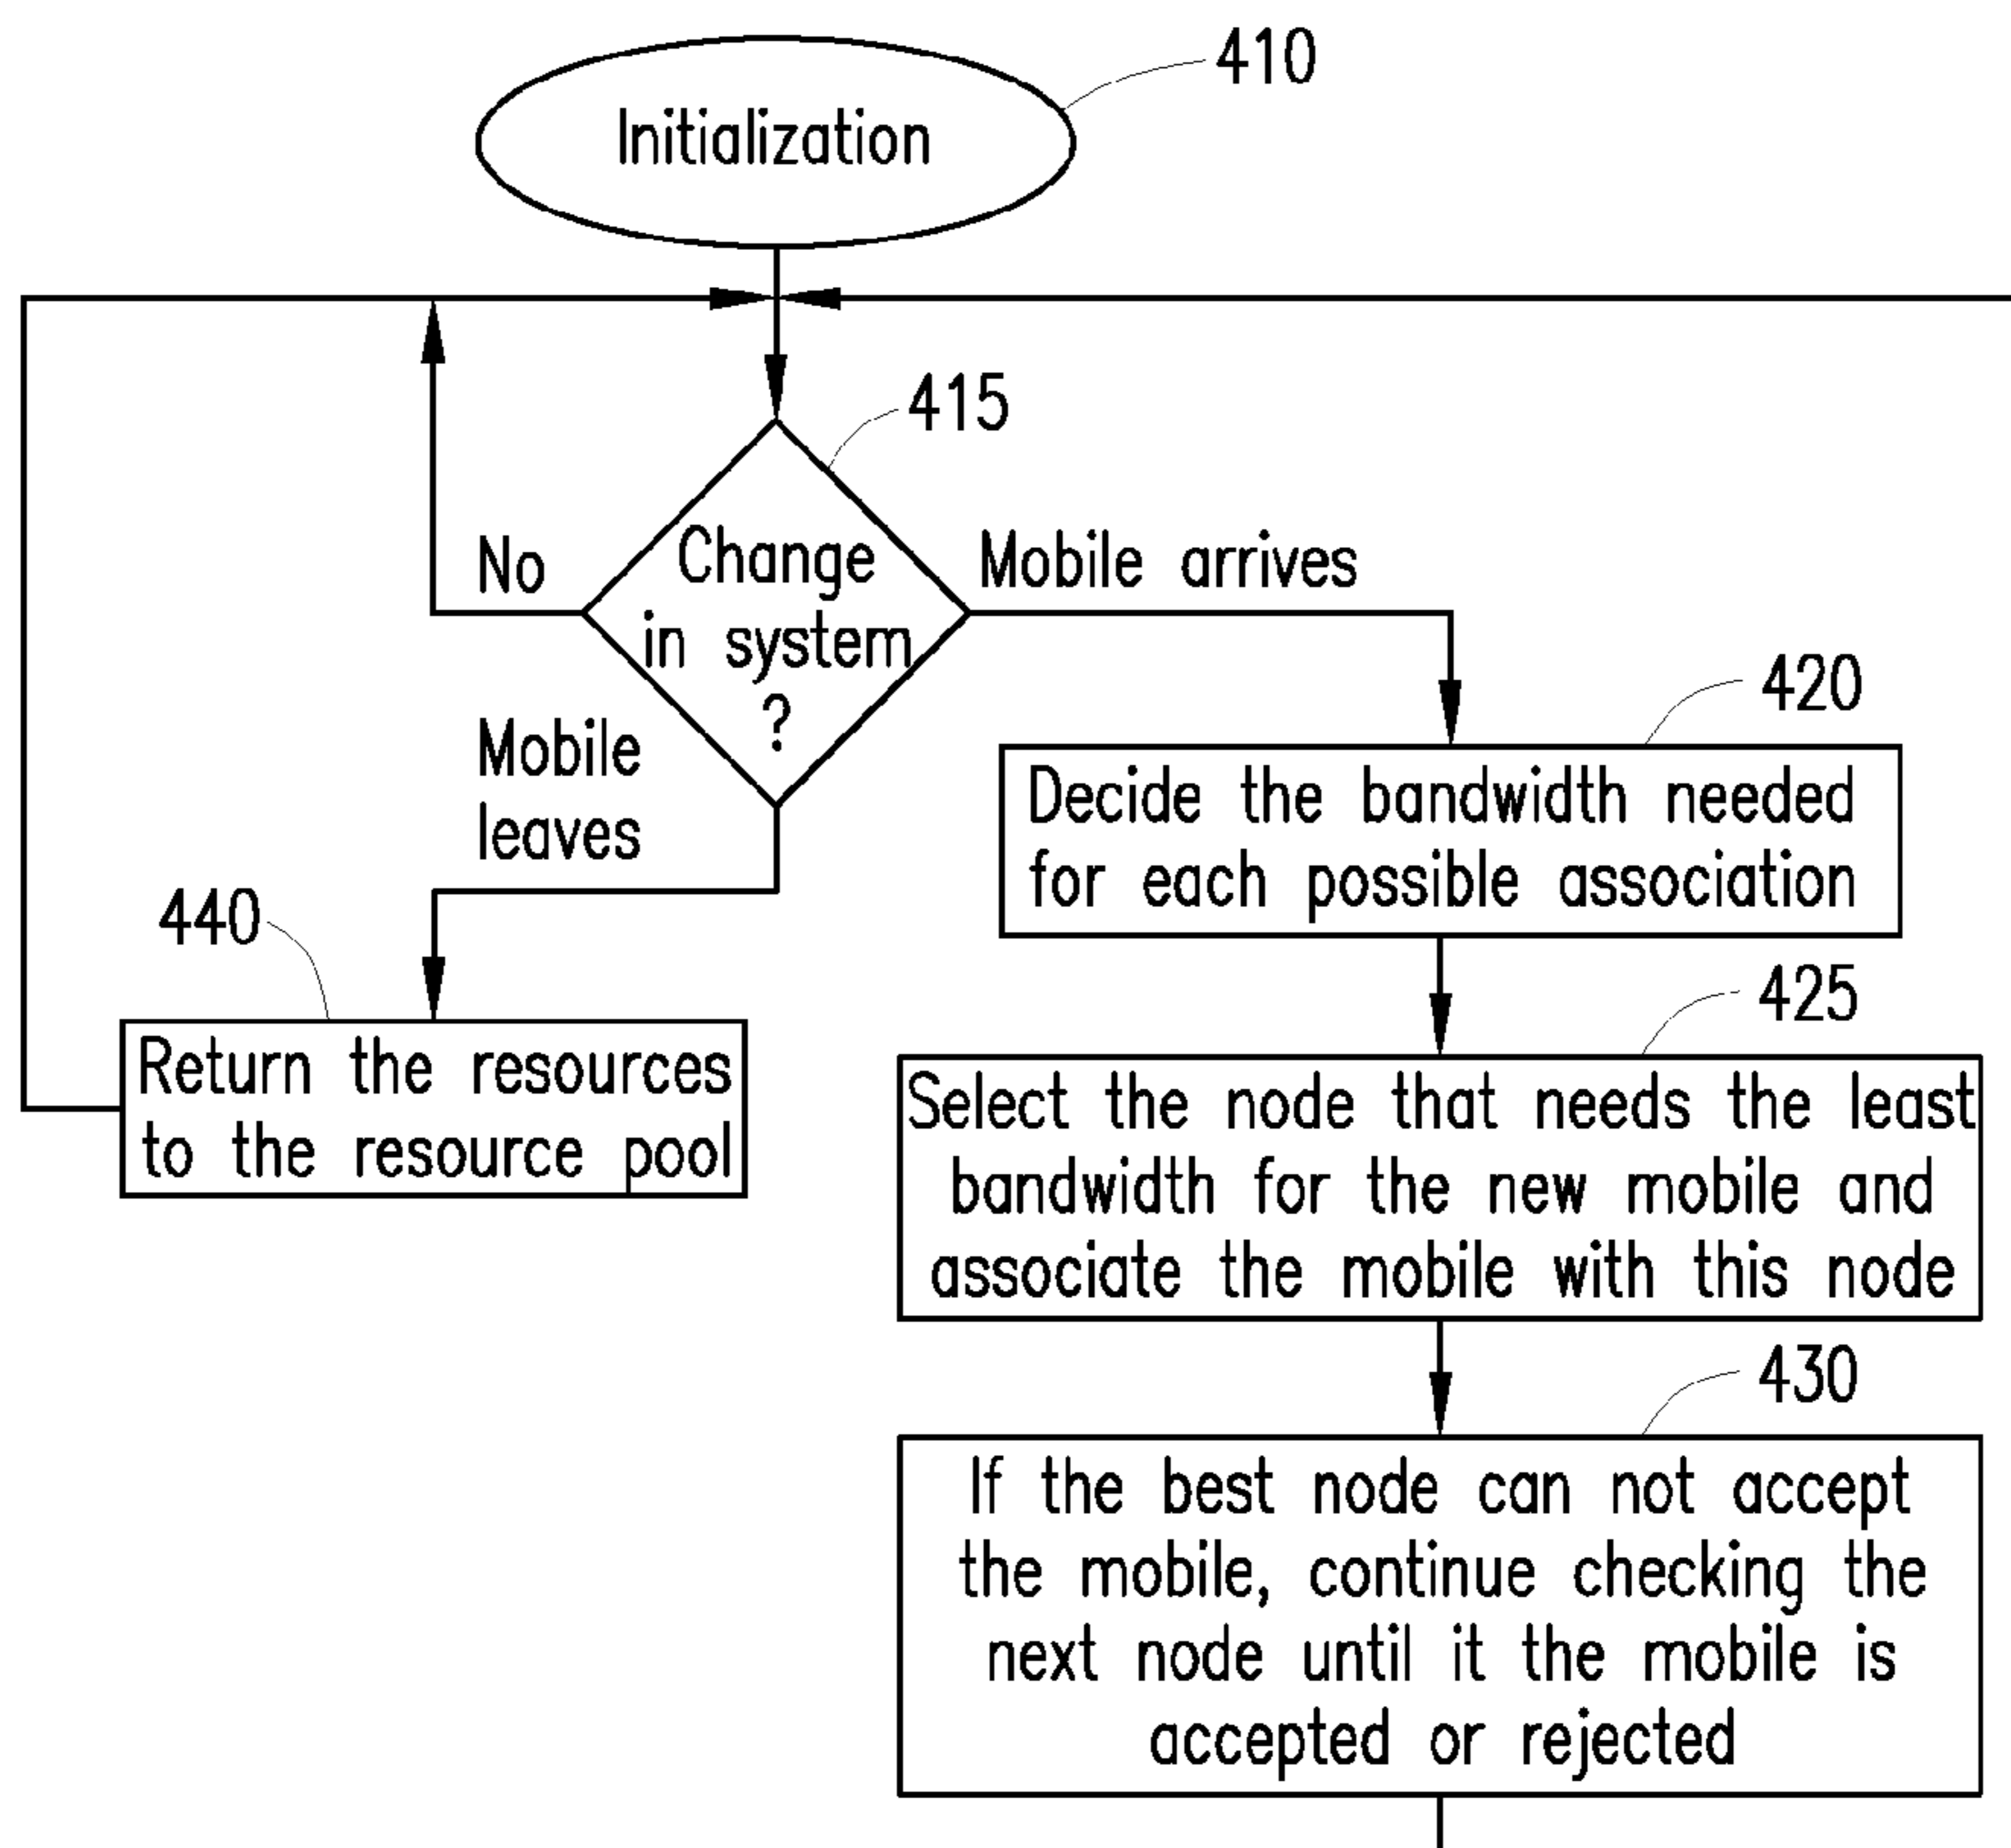 410
Initialization
415
Change
in system
?
No
Mobile arrives
Mobile
leaves
420
Decide the bandwidth needed
for each possible association
440
Return the resources
to the resource pool
425
Select the node that needs the least
bandwidth for the new mobile and
associate the mobile with this node
430
If the best node can not accept
the mobile, continue checking the
next node until it the mobile is
accepted or rejected